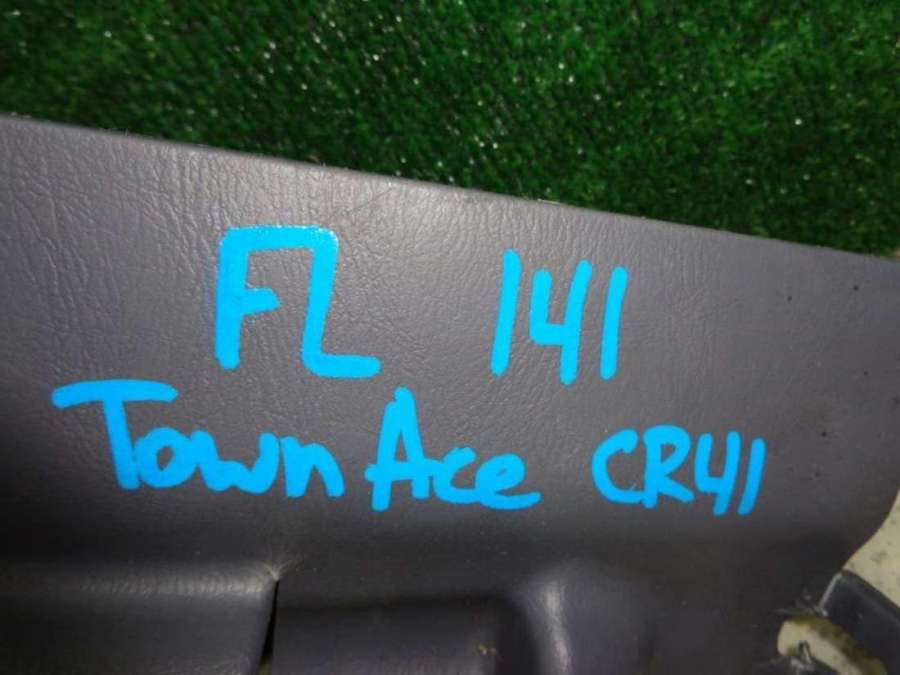 FL 141
Town Ace CR41